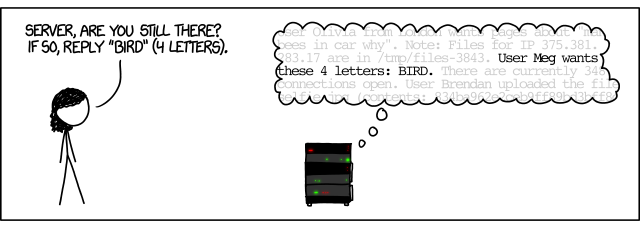 SERVER, ARE YOU STILL THERE?
IF SO, REPLY "BIRD" (4 LETTERS).
User Olivia from London wants pages about "
bees in car why". Note: Files for IP 375.381.
283.17 are in /tmp/files-3843. User Meg wants
these 4 letters: BIRD. There are currently 34
connections open. User Brendan uploaded the file